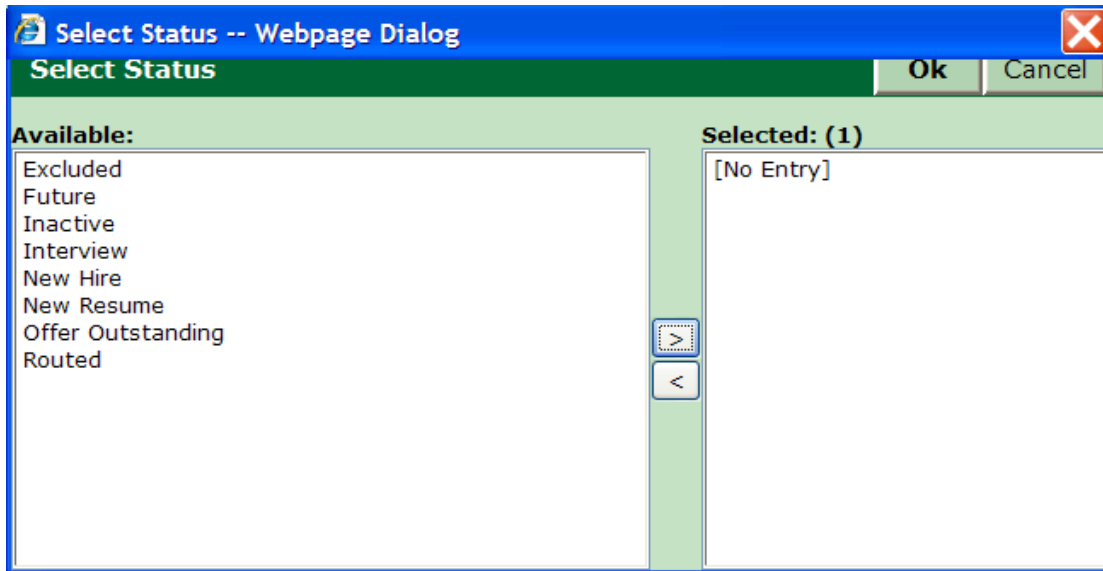 Select Status -- Webpage Dialog
Select Status
Ok
Cancel
Available:
Excluded
Future
Inactive
Interview
New Hire
New Resume
Offer Outstanding
Routed
>
<
Selected: (1)
[No Entry]